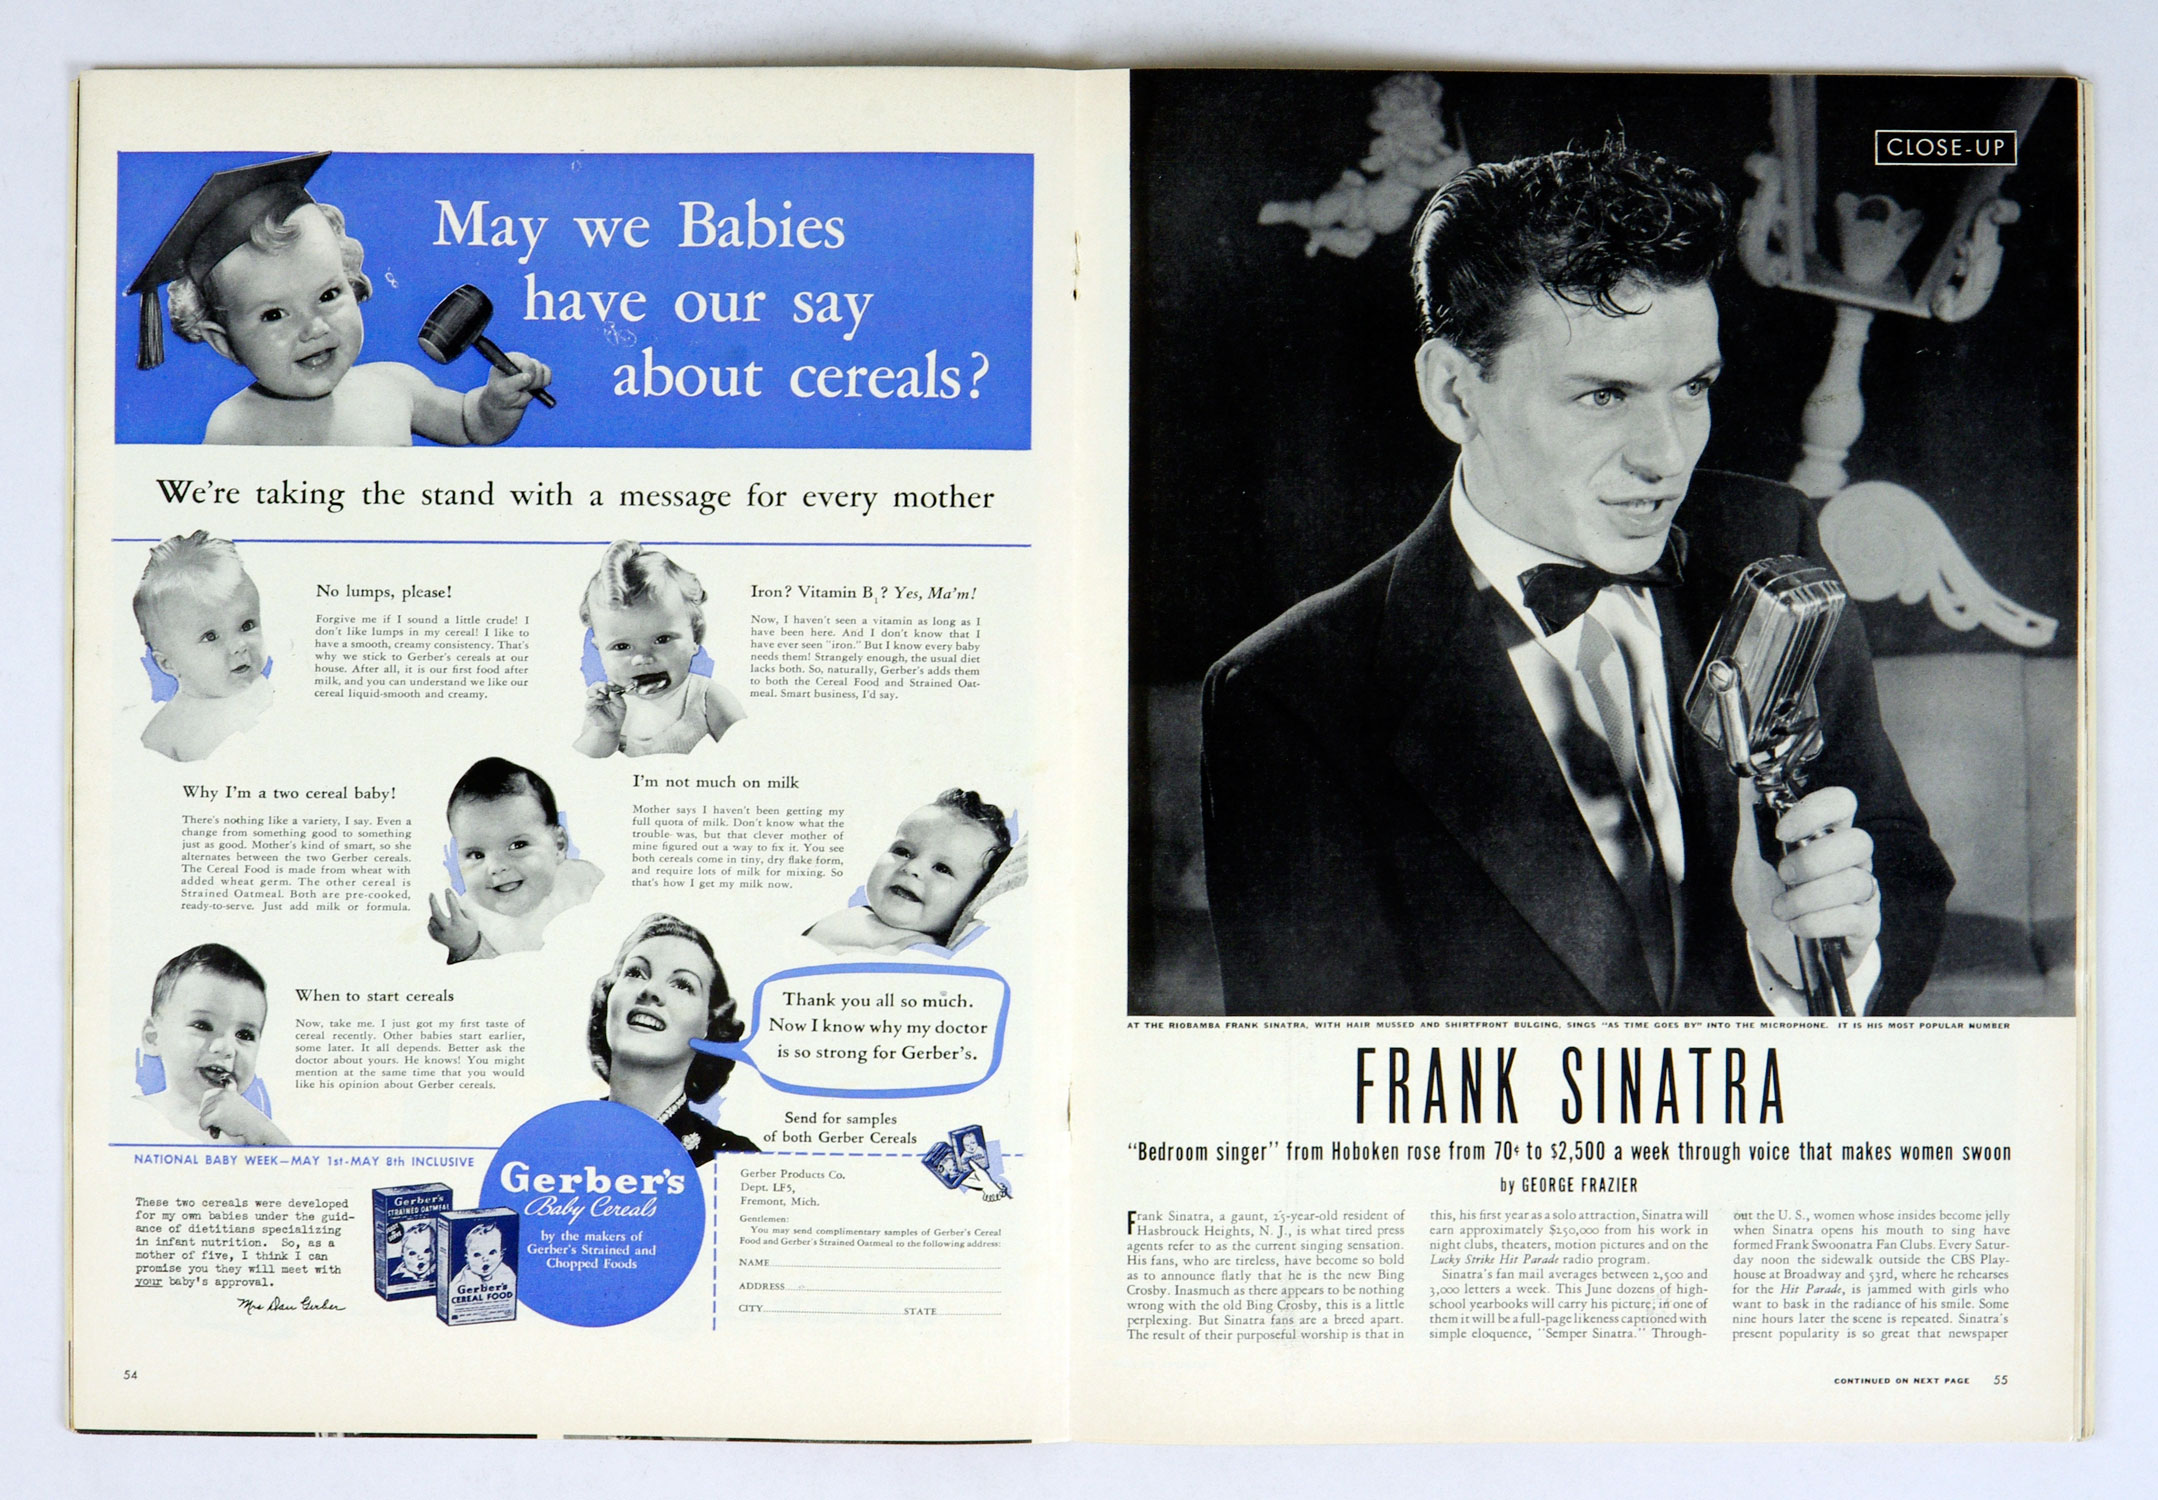 May we Babies
have our say
about cereals?
We're taking the stand with a message for every mother
No lumps, please!
Forgive me if I sound a little crude! I
don't like lumps in my cereal! I like to
have a smooth, creamy consistency. That's
why we stick to Gerber's cereals at our
house. After all, it is our first food after
milk, and you can understand we like our
cereal liquid-smooth and creamy.
Iron? Vitamin B1? Yes, Ma'm!
Now, I haven't seen a vitamin as long as I
have been here. And I don't know that I
have ever seen "iron." But I know every baby
needs them! Strangely enough, the usual diet
lacks both. So, naturally, Gerber's adds them
to both the Cereal Food and Strained Oat-
meal. Smart business, I'd say.
Why I'm a two cereal baby!
There's nothing like a variety, I say. Even a
change from something good to something
just as good. Mother's kind of smart, so she
alternates between the two Gerber cereals.
The Cereal Food is made from wheat with
added wheat germ. The other cereal is
Strained Oatmeal. Both are pre-cooked,
ready-to-serve. Just add milk or formula.
I'm not much on milk
Mother says I haven't been getting my
full quota of milk. Don't know what the
trouble was, but that clever mother of
mine figured out a way to fix it. You see
both cereals come in tiny, dry flake form,
and require lots of milk for mixing. So
that's how I get my milk now.
When to start cereals
Now, take me. I just got my first taste of
cereal recently. Other babies start earlier,
some later. It all depends. Better ask the
doctor about yours. He knows! You might
mention at the same time that you would
like his opinion about Gerber cereals.
Thank you all so much.
Now I know why my doctor
is so strong for Gerber's.
Send for samples
of both Gerber Cereals
NATIONAL BABY WEEK—MAY 1st-MAY 8th INCLUSIVE
These two cereals were developed
for my own babies under the guid-
ance of dietitians specializing
in infant nutrition. So, as a
mother of five, I think I can
promise you they will meet with
your baby's approval.
Mrs Dan Gerber
Gerber's
STRAINED OATMEAL
Gerber's
CEREAL FOOD
Gerber's
Baby Cereals
by the makers of
Gerber's Strained and
Chopped Foods
Gerber Products Co.
Dept. LF5,
Fremont, Mich.
Gentlemen:
You may send complimentary samples of Gerber's Cereal
Food and Gerber's Strained Oatmeal to the following address:
NAME
ADDRESS
CITY STATE
54
CLOSE-UP
AT THE RIOBAMBA FRANK SINATRA, WITH HAIR MUSSED AND SHIRTFRONT BULGING, SINGS "AS TIME GOES BY" INTO THE MICROPHONE. IT IS HIS MOST POPULAR NUMBER
FRANK SINATRA
"Bedroom singer" from Hoboken rose from 70¢ to $2,500 a week through voice that makes women swoon
by GEORGE FRAZIER
Frank Sinatra, a gaunt, 25-year-old resident of
Hasbrouck Heights, N. J., is what tired press
agents refer to as the current singing sensation.
His fans, who are tireless, have become so bold
as to announce flatly that he is the new Bing
Crosby. Inasmuch as there appears to be nothing
wrong with the old Bing Crosby, this is a little
perplexing. But Sinatra fans are a breed apart.
The result of their purposeful worship is that in
this, his first year as a solo attraction, Sinatra will
earn approximately $250,000 from his work in
night clubs, theaters, motion pictures and on the
Lucky Strike Hit Parade radio program.
Sinatra's fan mail averages between 2,500 and
3,000 letters a week. This June dozens of high-
school yearbooks will carry his picture; in one of
them it will be a full-page likeness captioned with
simple eloquence, "Semper Sinatra." Through-
out the U. S., women whose insides become jelly
when Sinatra opens his mouth to sing have
formed Frank Swoonatra Fan Clubs. Every Satur-
day noon the sidewalk outside the CBS Play-
house at Broadway and 53rd, where he rehearses
for the Hit Parade, is jammed with girls who
want to bask in the radiance of his smile. Some
nine hours later the scene is repeated. Sinatra's
present popularity is so great that newspaper
CONTINUED ON NEXT PAGE 55